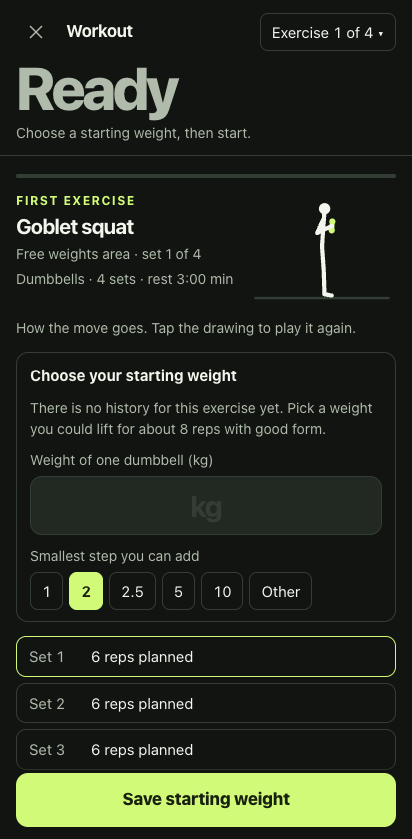 Workout
Exercise 1 of 4 ▾
Ready
Choose a starting weight, then start.
FIRST EXERCISE
Goblet squat
Free weights area · set 1 of 4
Dumbbells · 4 sets · rest 3:00 min
How the move goes. Tap the drawing to play it again.
Choose your starting weight
There is no history for this exercise yet. Pick a weight
you could lift for about 8 reps with good form.
Weight of one dumbbell (kg)
kg
Smallest step you can add
1 2 2.5 5 10 Other
Set 1 6 reps planned
Set 2 6 reps planned
Set 3 6 reps planned
Save starting weight